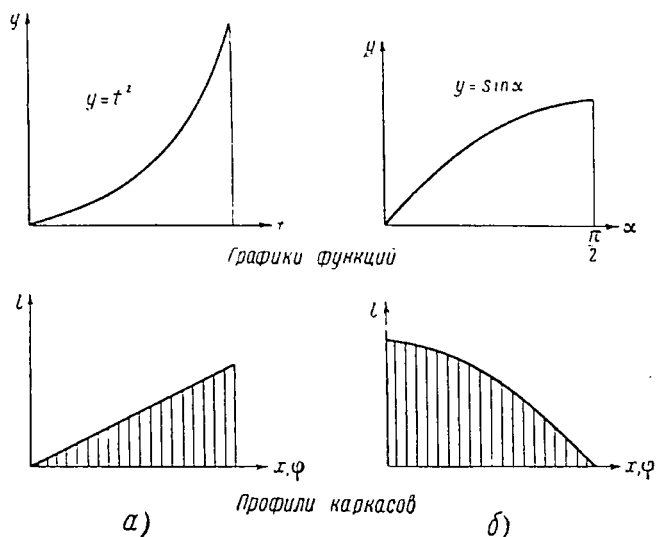 y
y
y = t²
y = sin α
t
π/2
α
Графики функций
l
l
x,φ
x,φ
Профили каркасов
а)
б)